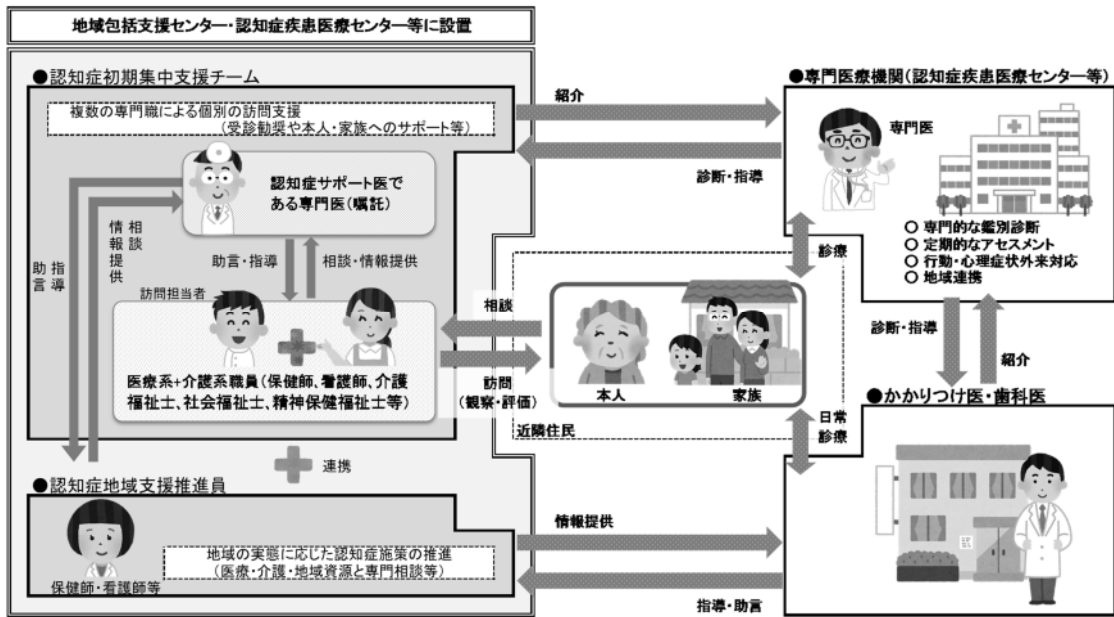 地域包括支援センター・認知症疾患医療センター等に設置
●認知症初期集中支援チーム
複数の専門職による個別の訪問支援
(受診勧奨や本人・家族へのサポート等)
認知症サポート医で
ある専門医(嘱託)
相談
情報提供
指導
助言
助言・指導
相談・情報提供
訪問担当者
医療系+介護系職員(保健師、看護師、介護
福祉士、社会福祉士、精神保健福祉士等)
連携
●認知症地域支援推進員
地域の実態に応じた認知症施策の推進
(医療・介護・地域資源と専門相談等)
保健師・看護師等
紹介
診断・指導
相談
訪問
(観察・評価)
本人
家族
近隣住民
診療
日常
診療
情報提供
指導・助言
●専門医療機関(認知症疾患医療センター等)
専門医
○ 専門的な鑑別診断
○ 定期的なアセスメント
○ 行動・心理症状外来対応
○ 地域連携
診断・指導
紹介
●かかりつけ医・歯科医